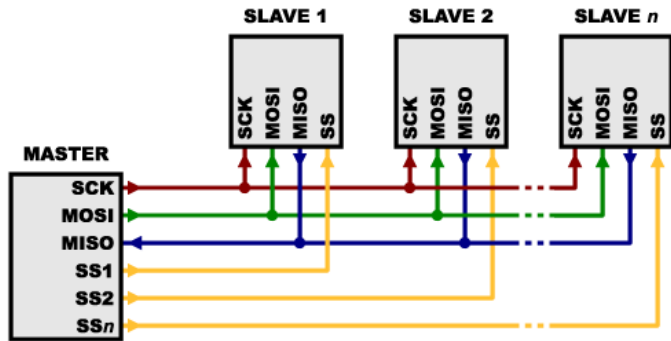 SLAVE 1
SLAVE 2
SLAVE n
SCK
MOSI
MISO
SS
SCK
MOSI
MISO
SS
SCK
MOSI
MISO
SS
MASTER
SCK
MOSI
MISO
SS1
SS2
SSn